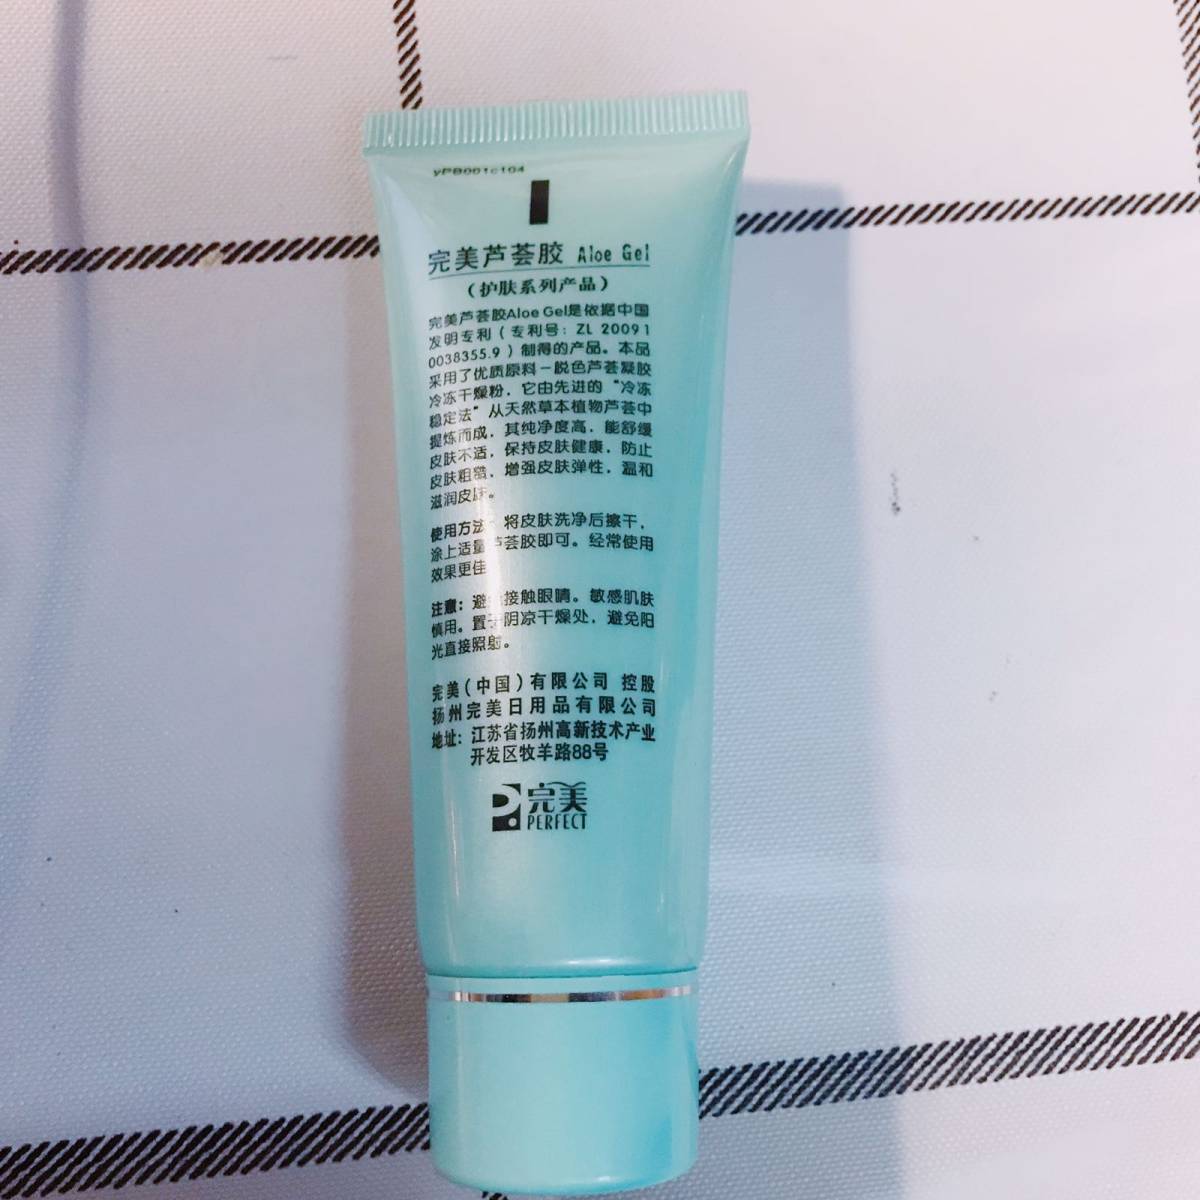 yPB001c104
完美芦荟胶 Aloe Gel
（护肤系列产品）
完美芦荟胶Aloe Gel是依据中国
发明专利（专利号：ZL 20091
0038355.9）制得的产品。本品
采用了优质原料－脱色芦荟凝胶
冷冻干燥粉，它由先进的“冷冻
稳定法”从天然草本植物芦荟中
提炼而成，其纯净度高，能舒缓
皮肤不适，保持皮肤健康，防止
皮肤粗糙，增强皮肤弹性，温和
滋润皮肤。
使用方法：将皮肤洗净后擦干，
涂上适量芦荟胶即可。经常使用
效果更佳
注意：避免接触眼睛。敏感肌肤
慎用。置于阴凉干燥处，避免阳
光直接照射。
完美（中国）有限公司 控股
扬州完美日用品有限公司
地址：江苏省扬州高新技术产业
开发区牧羊路88号
完美
PERFECT